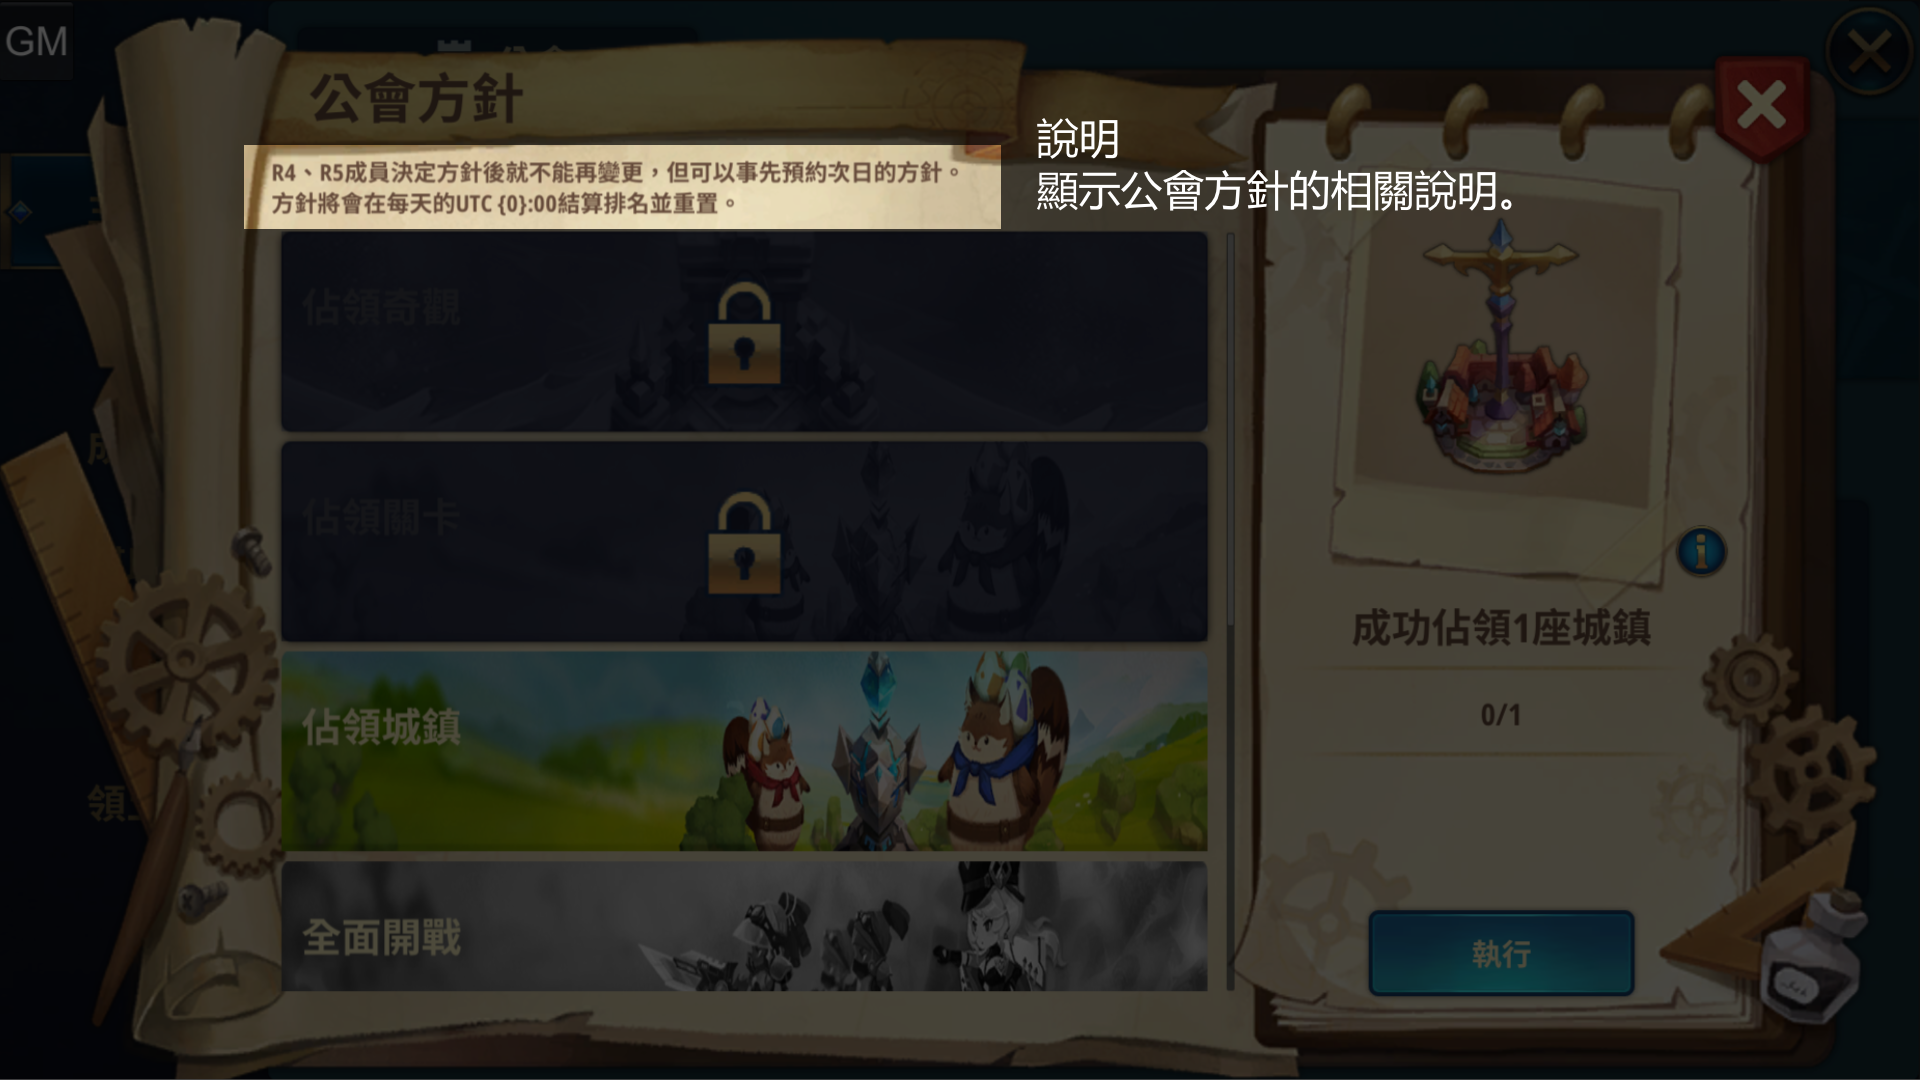 GM
公會方針
R4、R5成員決定方針後就不能再變更，但可以事先預約次日的方針。
方針將會在每天的UTC {0}:00結算排名並重置。
說明
顯示公會方針的相關說明。
佔領奇觀
佔領關卡
佔領城鎮
全面開戰
成功佔領1座城鎮
0/1
執行